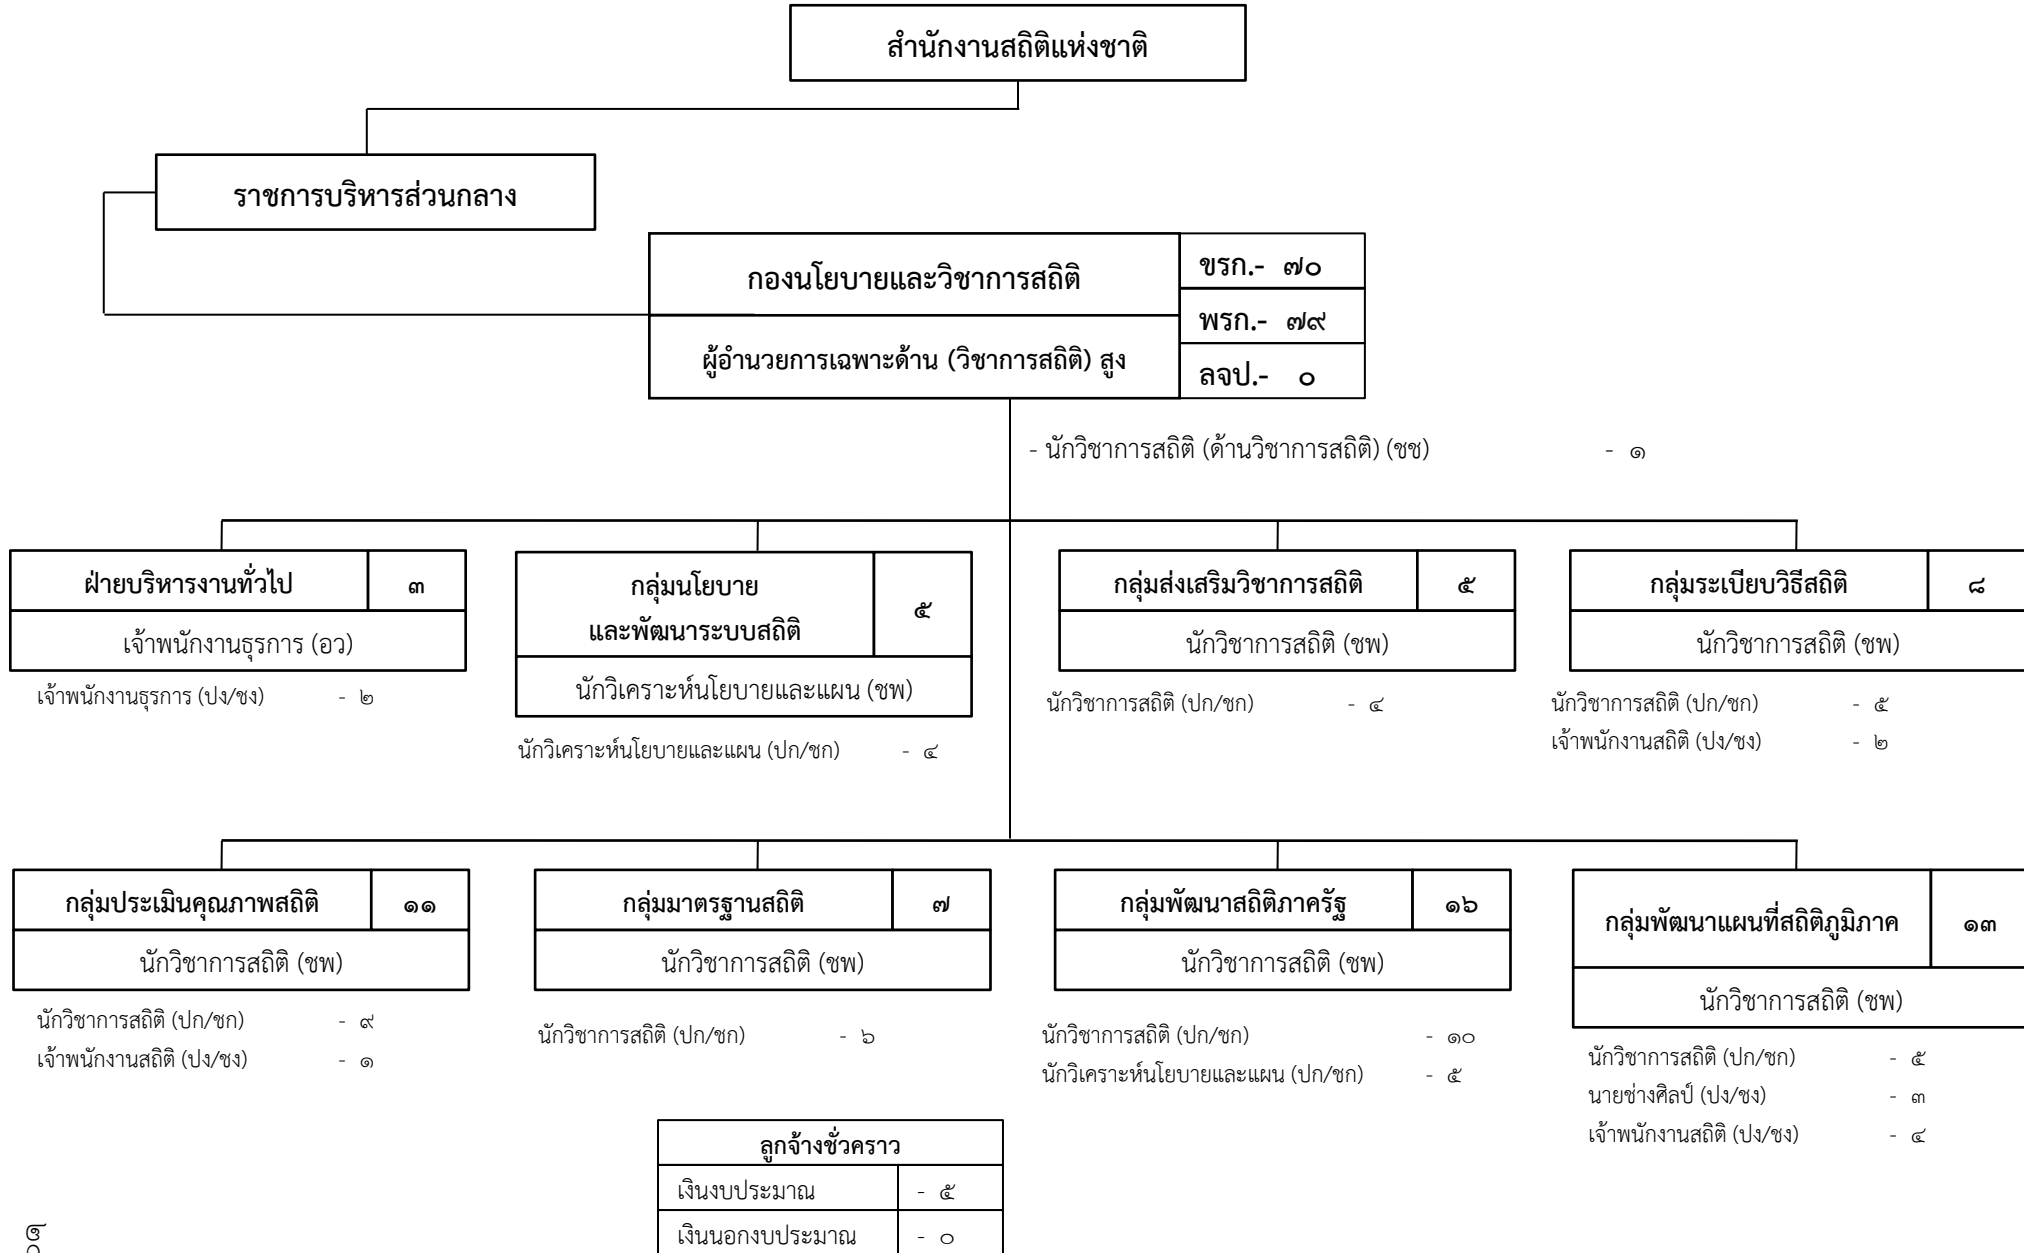 สำนักงานสถิติแห่งชาติ
ราชการบริหารส่วนกลาง
กองนโยบายและวิชาการสถิติ
ผู้อำนวยการเฉพาะด้าน (วิชาการสถิติ) สูง
ขรก.- ๗๐
พรก.- ๗๙
ลจป.- ๐
- นักวิชาการสถิติ (ด้านวิชาการสถิติ) (ชช) - ๑
ฝ่ายบริหารงานทั่วไป ๓
เจ้าพนักงานธุรการ (อว)
เจ้าพนักงานธุรการ (ปง/ชง) - ๒
กลุ่มนโยบาย
และพัฒนาระบบสถิติ ๕
นักวิเคราะห์นโยบายและแผน (ชพ)
นักวิเคราะห์นโยบายและแผน (ปก/ชก) - ๔
กลุ่มส่งเสริมวิชาการสถิติ ๕
นักวิชาการสถิติ (ชพ)
นักวิชาการสถิติ (ปก/ชก) - ๔
กลุ่มระเบียบวิธีสถิติ ๘
นักวิชาการสถิติ (ชพ)
นักวิชาการสถิติ (ปก/ชก) - ๕
เจ้าพนักงานสถิติ (ปง/ชง) - ๒
กลุ่มประเมินคุณภาพสถิติ ๑๑
นักวิชาการสถิติ (ชพ)
นักวิชาการสถิติ (ปก/ชก) - ๙
เจ้าพนักงานสถิติ (ปง/ชง) - ๑
กลุ่มมาตรฐานสถิติ ๗
นักวิชาการสถิติ (ชพ)
นักวิชาการสถิติ (ปก/ชก) - ๖
กลุ่มพัฒนาสถิติภาครัฐ ๑๖
นักวิชาการสถิติ (ชพ)
นักวิชาการสถิติ (ปก/ชก) - ๑๐
นักวิเคราะห์นโยบายและแผน (ปก/ชก) - ๕
กลุ่มพัฒนาแผนที่สถิติภูมิภาค ๑๓
นักวิชาการสถิติ (ชพ)
นักวิชาการสถิติ (ปก/ชก) - ๕
นายช่างศิลป์ (ปง/ชง) - ๓
เจ้าพนักงานสถิติ (ปง/ชง) - ๔
ลูกจ้างชั่วคราว
เงินงบประมาณ - ๕
เงินนอกงบประมาณ - ๐